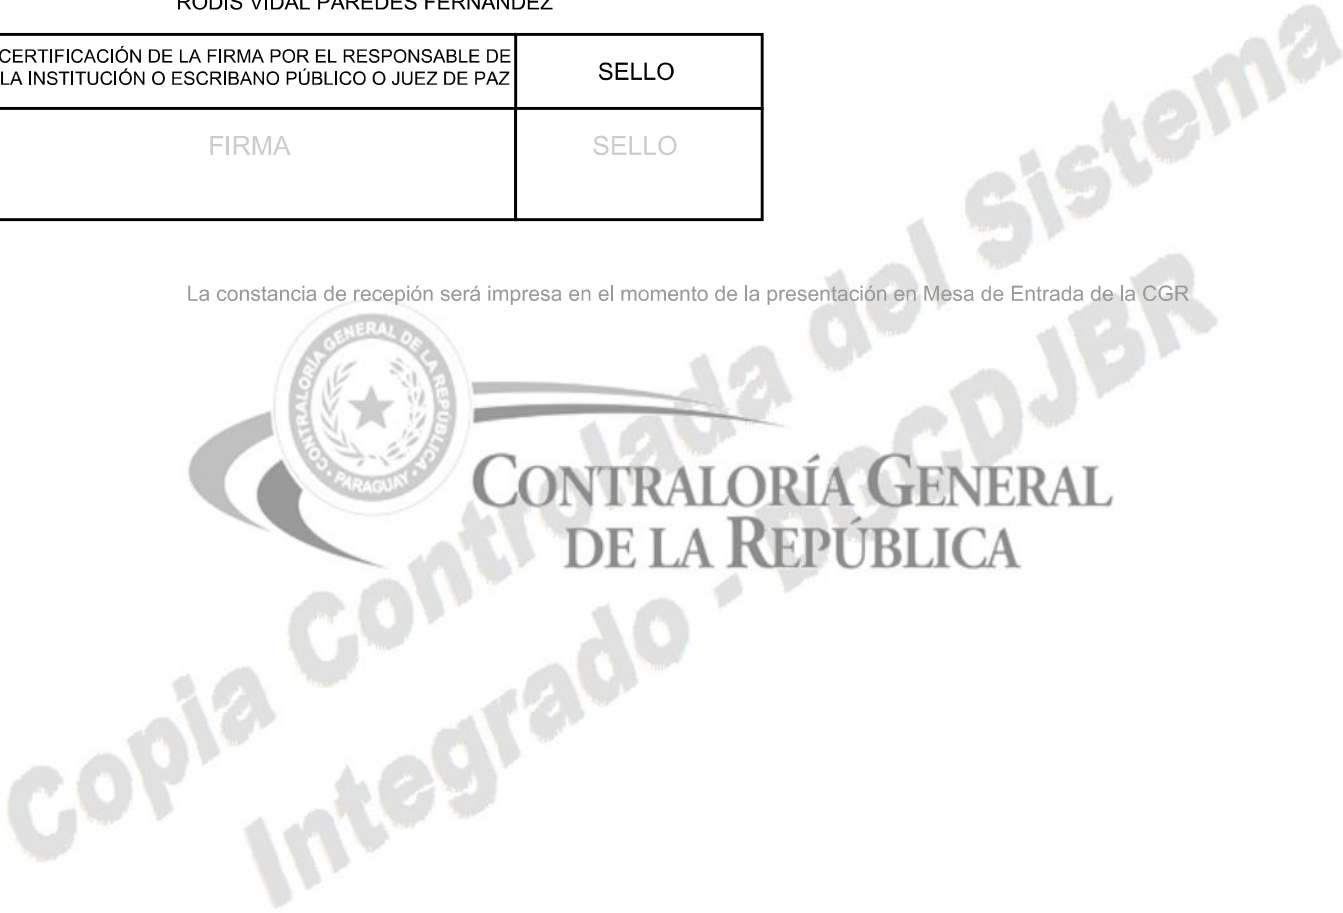 RODIS VIDAL PAREDES FERNANDEZ
CERTIFICACIÓN DE LA FIRMA POR EL RESPONSABLE DE
LA INSTITUCIÓN O ESCRIBANO PÚBLICO O JUEZ DE PAZ
SELLO
FIRMA
SELLO
La constancia de recepión será impresa en el momento de la presentación en Mesa de Entrada de la CGR
CONTRALORÍA GENERAL DE LA REPÚBLICA
PARAGUAY
CONTRALORÍA GENERAL
DE LA REPÚBLICA
Copia Controlada del Sistema
Integrado - DGCDJBR